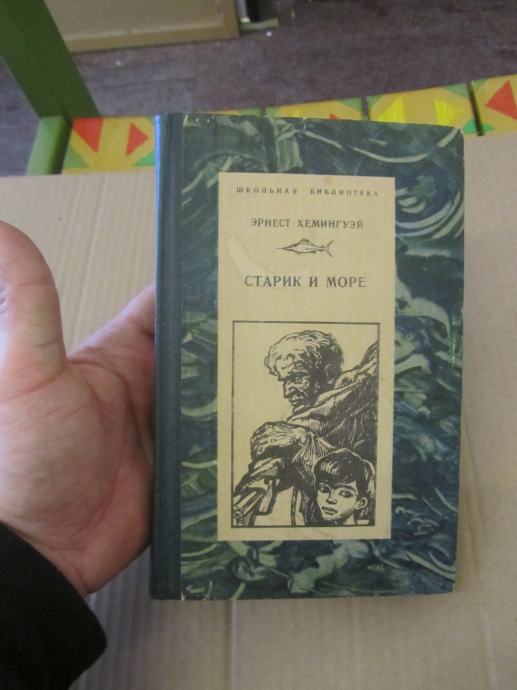 ШКОЛЬНАЯ БИБЛИОТЕКА
ЭРНЕСТ ХЕМИНГУЭЙ
СТАРИК И МОРЕ